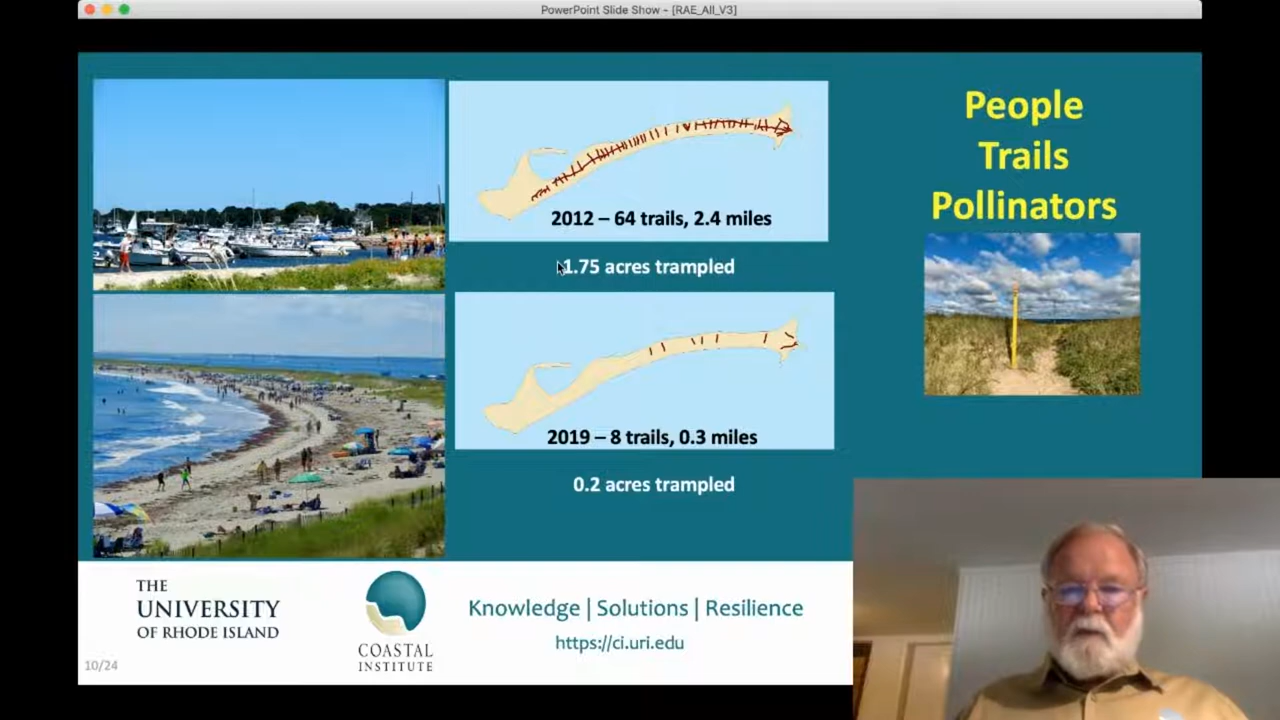 PowerPoint Slide Show - [RAE_All_V3]
People
Trails
Pollinators
2012 – 64 trails, 2.4 miles
1.75 acres trampled
2019 – 8 trails, 0.3 miles
0.2 acres trampled
THE
UNIVERSITY
OF RHODE ISLAND
COASTAL
INSTITUTE
Knowledge | Solutions | Resilience
https://ci.uri.edu
10/24